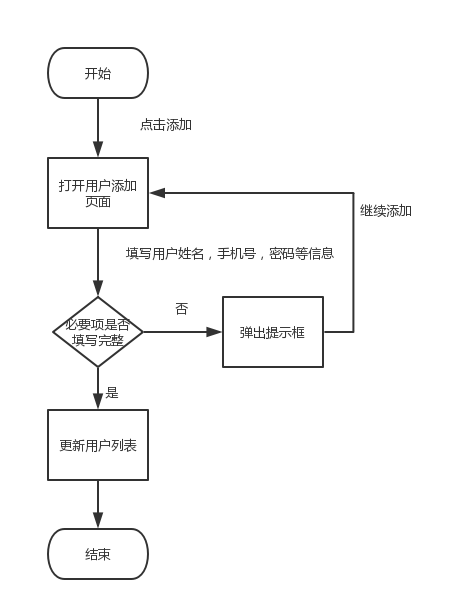 开始
点击添加
打开用户添加
页面
继续添加
填写用户姓名，手机号，密码等信息
否
必要项是否
填写完整
弹出提示框
是
更新用户列表
结束